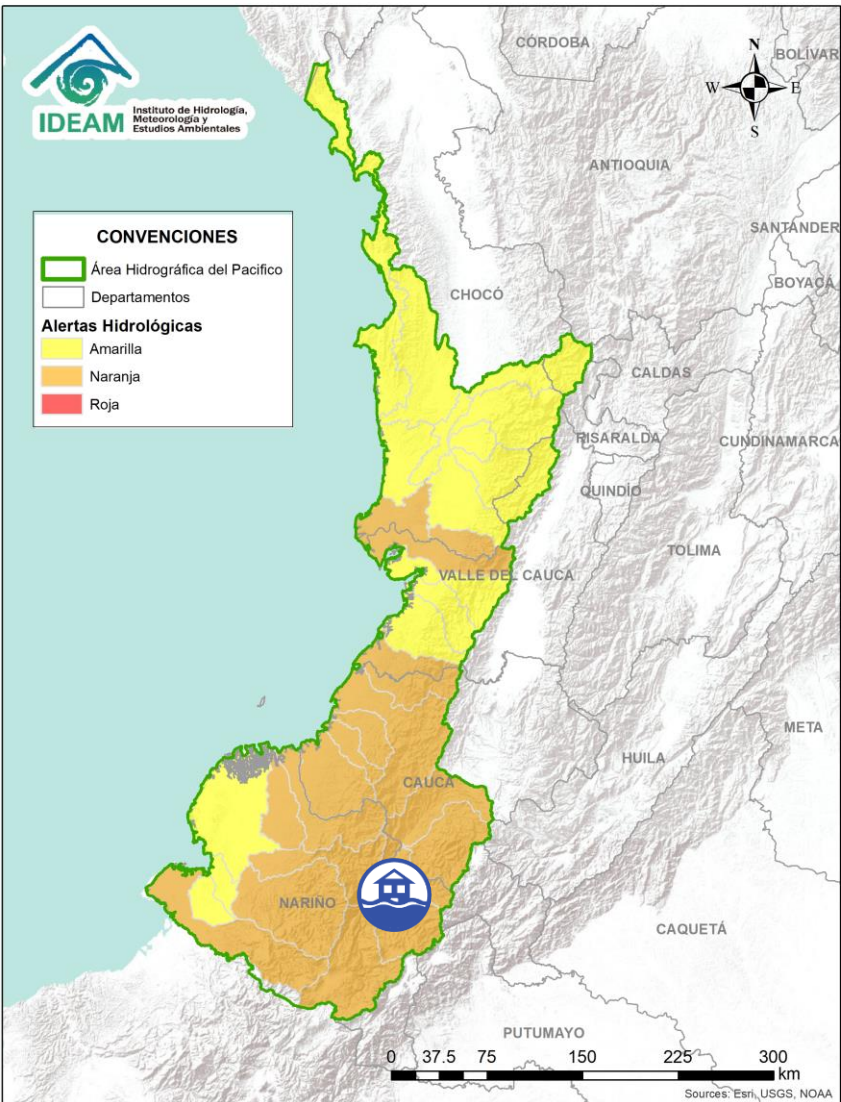 IDEAM
Instituto de Hidrología,
Meteorología y
Estudios Ambientales
N
W
E
S
CÓRDOBA
BOLÍVAR
ANTIOQUIA
SANTANDER
BOYACÁ
CHOCÓ
CONVENCIONES
Área Hidrográfica del Pacifico
Departamentos
Alertas Hidrológicas
Amarilla
Naranja
Roja
CALDAS
RISARALDA
CUNDINAMARCA
QUINDÍO
TOLIMA
VALLE DEL CAUCA
META
HUILA
CAUCA
NARIÑO
CAQUETÁ
PUTUMAYO
0 37.5 75 150 225 300
km
Sources: Esri, USGS, NOAA